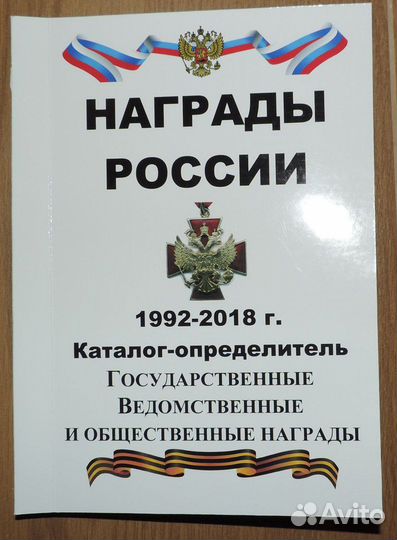 НАГРАДЫ
РОССИИ
1992-2018 г.
Каталог-определитель
ГОСУДАРСТВЕННЫЕ
ВЕДОМСТВЕННЫЕ
И ОБЩЕСТВЕННЫЕ НАГРАДЫ
Avito